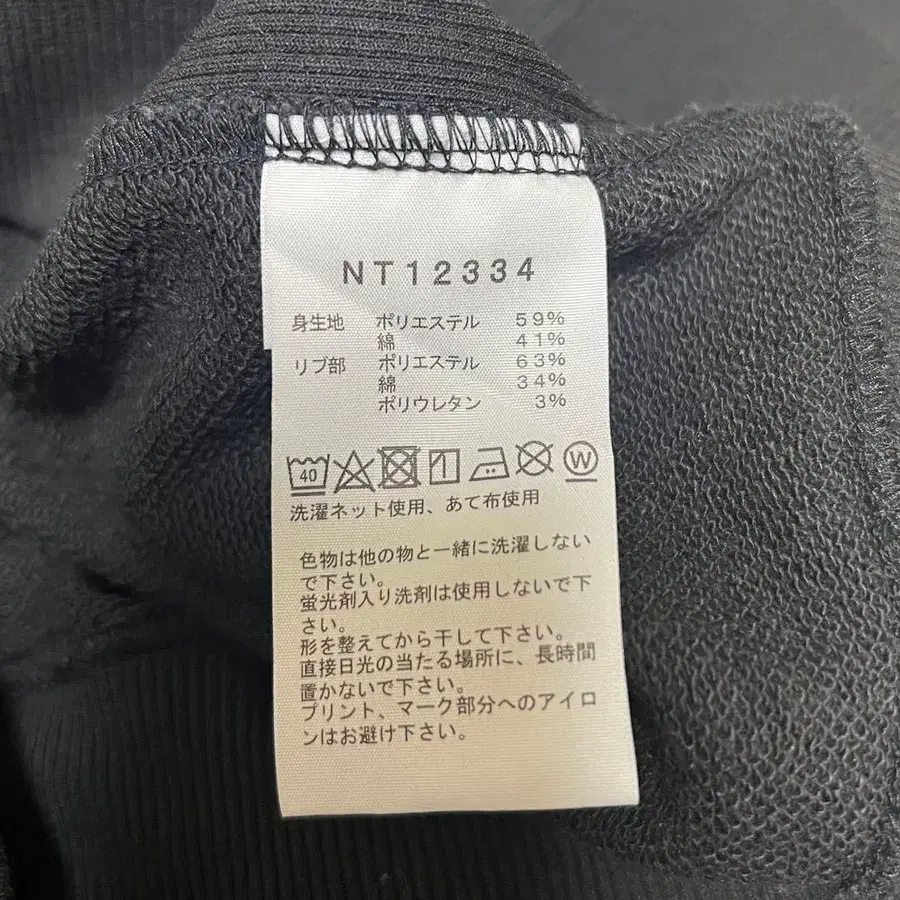 NT12334
身生地 ポリエステル 59%
綿 41%
リブ部 ポリエステル 63%
綿 34%
ポリウレタン 3%
40 W
洗濯ネット使用、あて布使用
色物は他の物と一緒に洗濯しない
で下さい。
蛍光剤入り洗剤は使用しないで下
さい。
形を整えてから干して下さい。
直接日光の当たる場所に、長時間
置かないで下さい。
プリント、マーク部分へのアイロ
ンはお避け下さい。